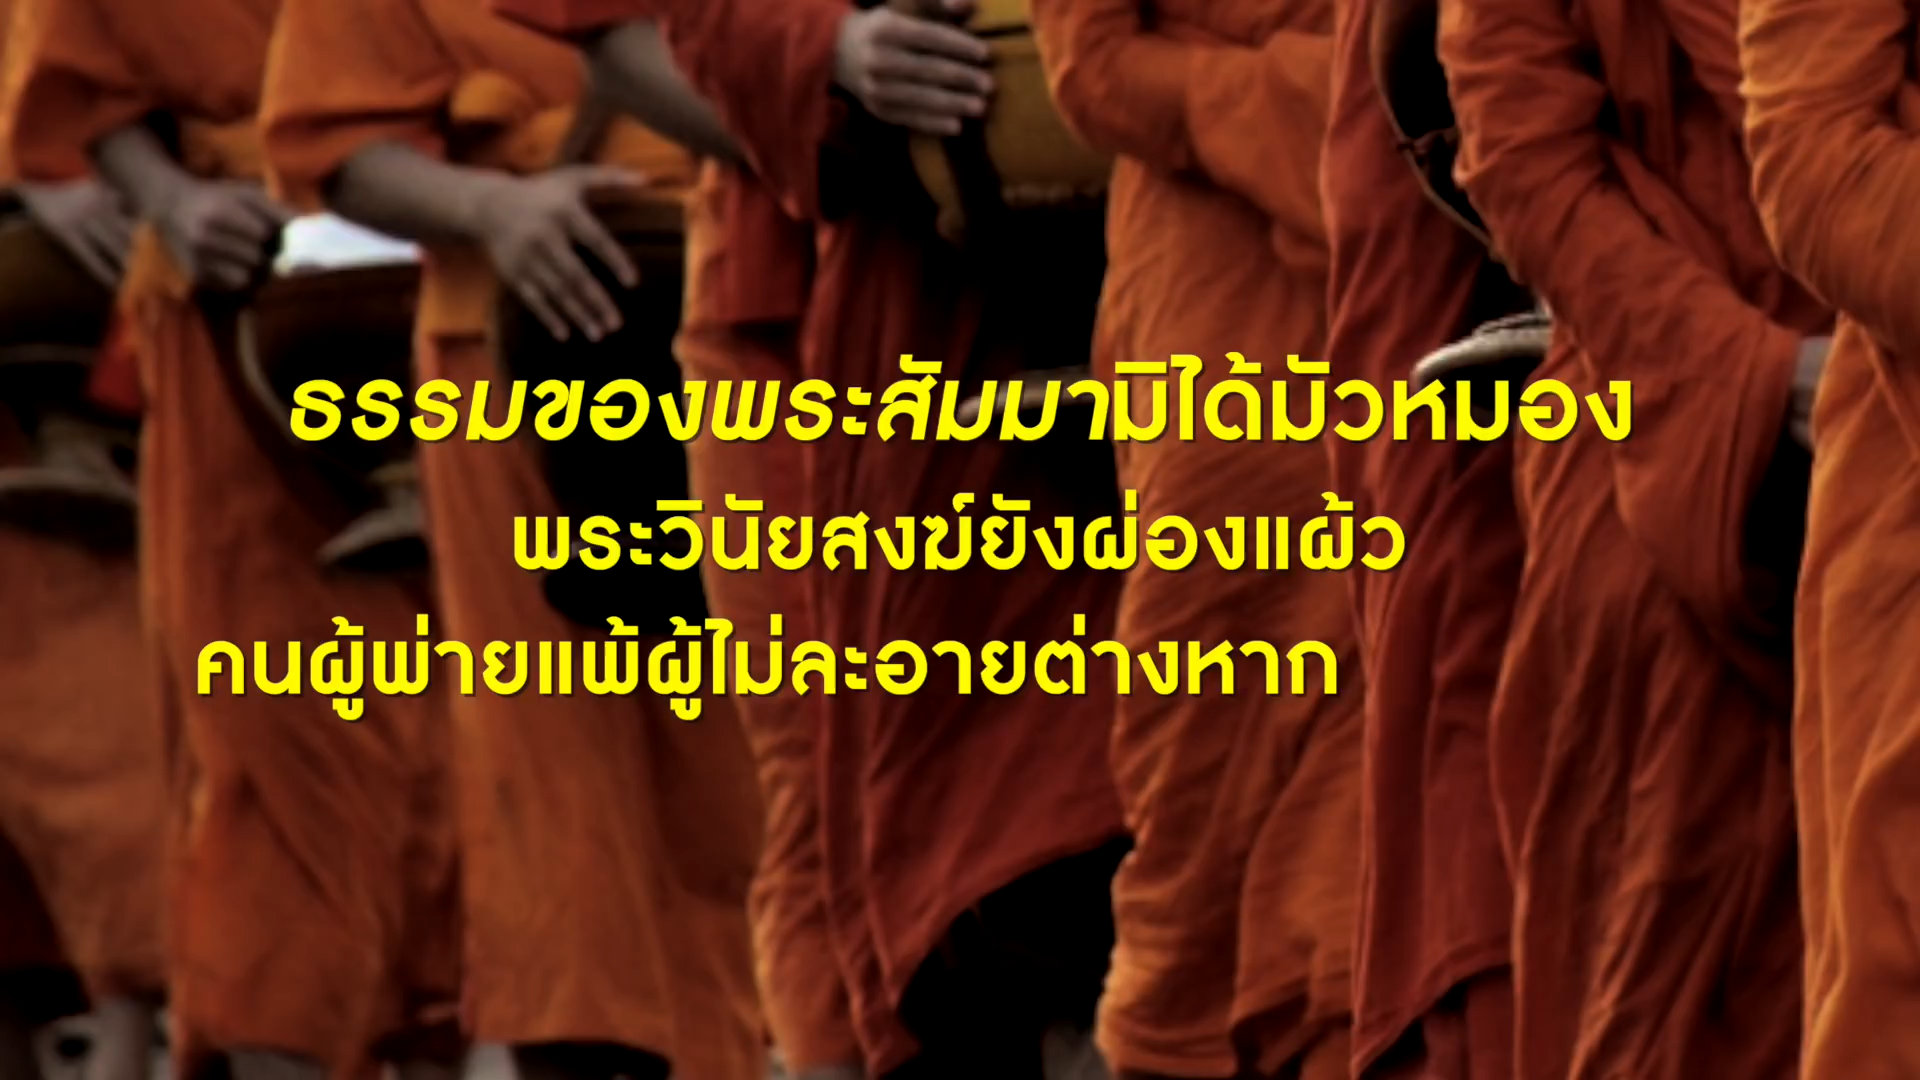 ธรรมของพระสัมมามิได้มัวหมอง
พระวินัยสงฆ์ยังผ่องแผ้ว
คนผู้พ่ายแพ้ผู้ไม่ละอายต่างหาก